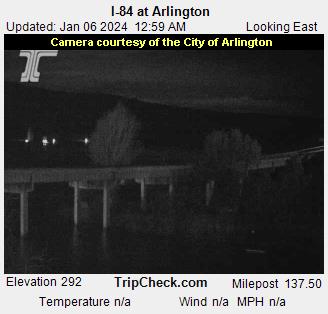 I-84 at Arlington
Updated: Jan 06 2024 12:59 AM Looking East
Camera courtesy of the City of Arlington
Elevation 292 TripCheck.com Milepost 137.50
Temperature n/a Wind n/a MPH n/a